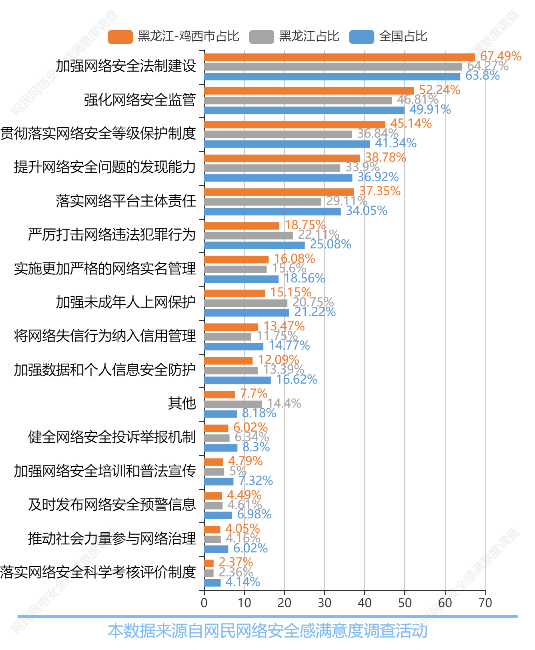 黑龙江-鸡西市占比 黑龙江占比 全国占比
加强网络安全法制建设 67.49% 64.27% 63.8%
强化网络安全监管 52.24% 46.81% 49.91%
贯彻落实网络安全等级保护制度 45.14% 36.84% 41.34%
提升网络安全问题的发现能力 38.78% 33.9% 36.92%
落实网络平台主体责任 37.35% 29.11% 34.05%
严厉打击网络违法犯罪行为 18.75% 22.11% 25.08%
实施更加严格的网络实名管理 16.08% 15.6% 18.56%
加强未成年人上网保护 15.15% 20.75% 21.22%
将网络失信行为纳入信用管理 13.47% 11.75% 14.77%
加强数据和个人信息安全防护 12.09% 13.39% 16.62%
其他 7.7% 14.4% 8.18%
健全网络安全投诉举报机制 6.02% 6.34% 8.3%
加强网络安全培训和普法宣传 4.79% 5% 7.32%
及时发布网络安全预警信息 4.49% 4.61% 6.98%
推动社会力量参与网络治理 4.05% 4.16% 6.02%
落实网络安全科学考核评价制度 2.37% 2.36% 4.14%
0 10 20 30 40 50 60 70
本数据来源自网民网络安全感满意度调查活动